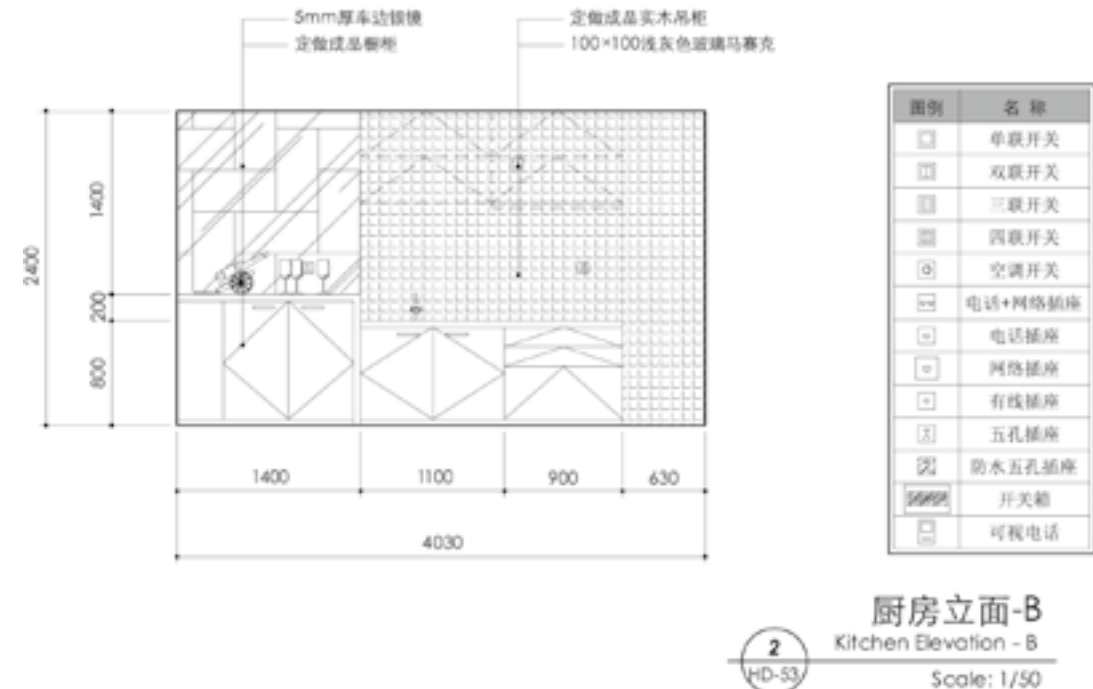 5mm厚车边银镜
定做成品橱柜
定做成品实木吊柜
100×100浅灰色玻璃马赛克
2400
1400
200
800
1400
1100
900
630
4030
图例 名 称
单联开关
双联开关
三联开关
四联开关
空调开关
电话+网络插座
电话插座
网络插座
有线插座
五孔插座
防水五孔插座
开关箱
可视电话
厨房立面-B
Kitchen Elevation - B
2
HD-53
Scale: 1/50